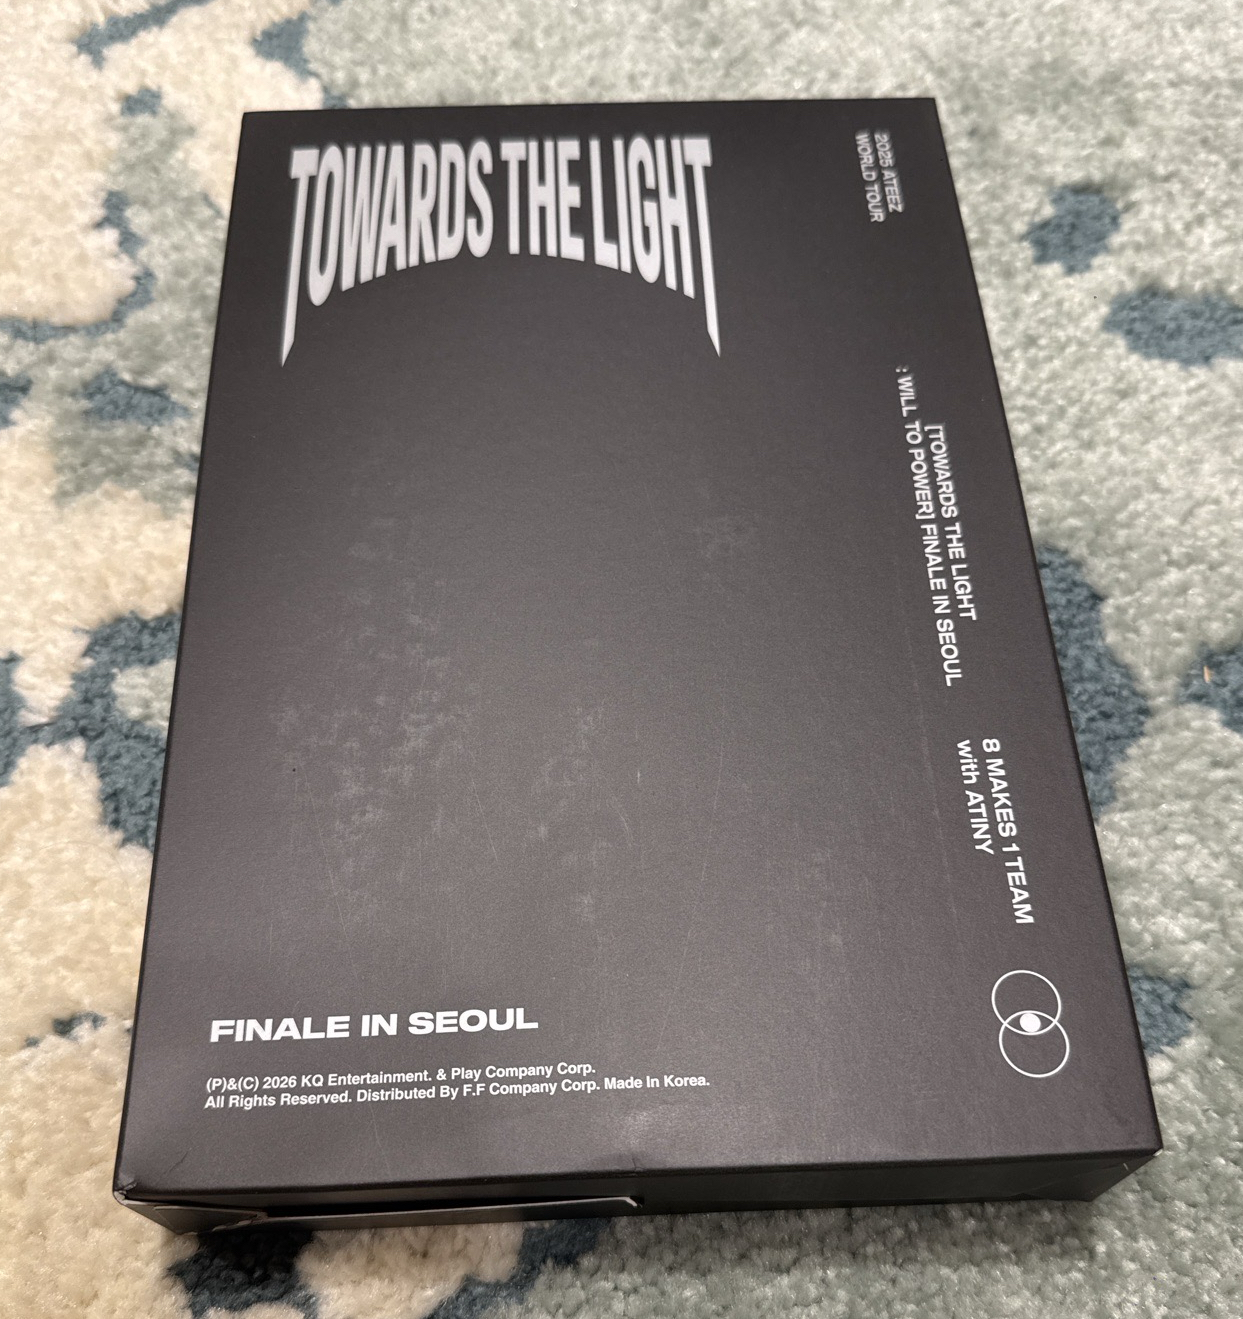 TOWARDS THE LIGHT
2025 ATEEZ
WORLD TOUR
[TOWARDS THE LIGHT
: WILL TO POWER] FINALE IN SEOUL
8 MAKES 1 TEAM
with ATINY
FINALE IN SEOUL
(P)&(C) 2026 KQ Entertainment. & Play Company Corp.
All Rights Reserved. Distributed By F.F Company Corp. Made In Korea.